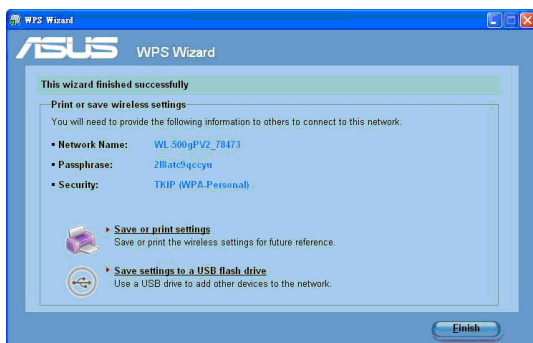 WPS Wizard
ASUS WPS Wizard
This wizard finished successfully
Print or save wireless settings
You will need to provide the following information to others to connect to this network.
▪ Network Name: WL-500gPV2_78473
▪ Passphrase: 2l8atc9qccyu
▪ Security: TKIP (WPA-Personal)
Save or print settings
Save or print the wireless settings for future reference.
Save settings to a USB flash drive
Use a USB drive to add other devices to the network.
Finish